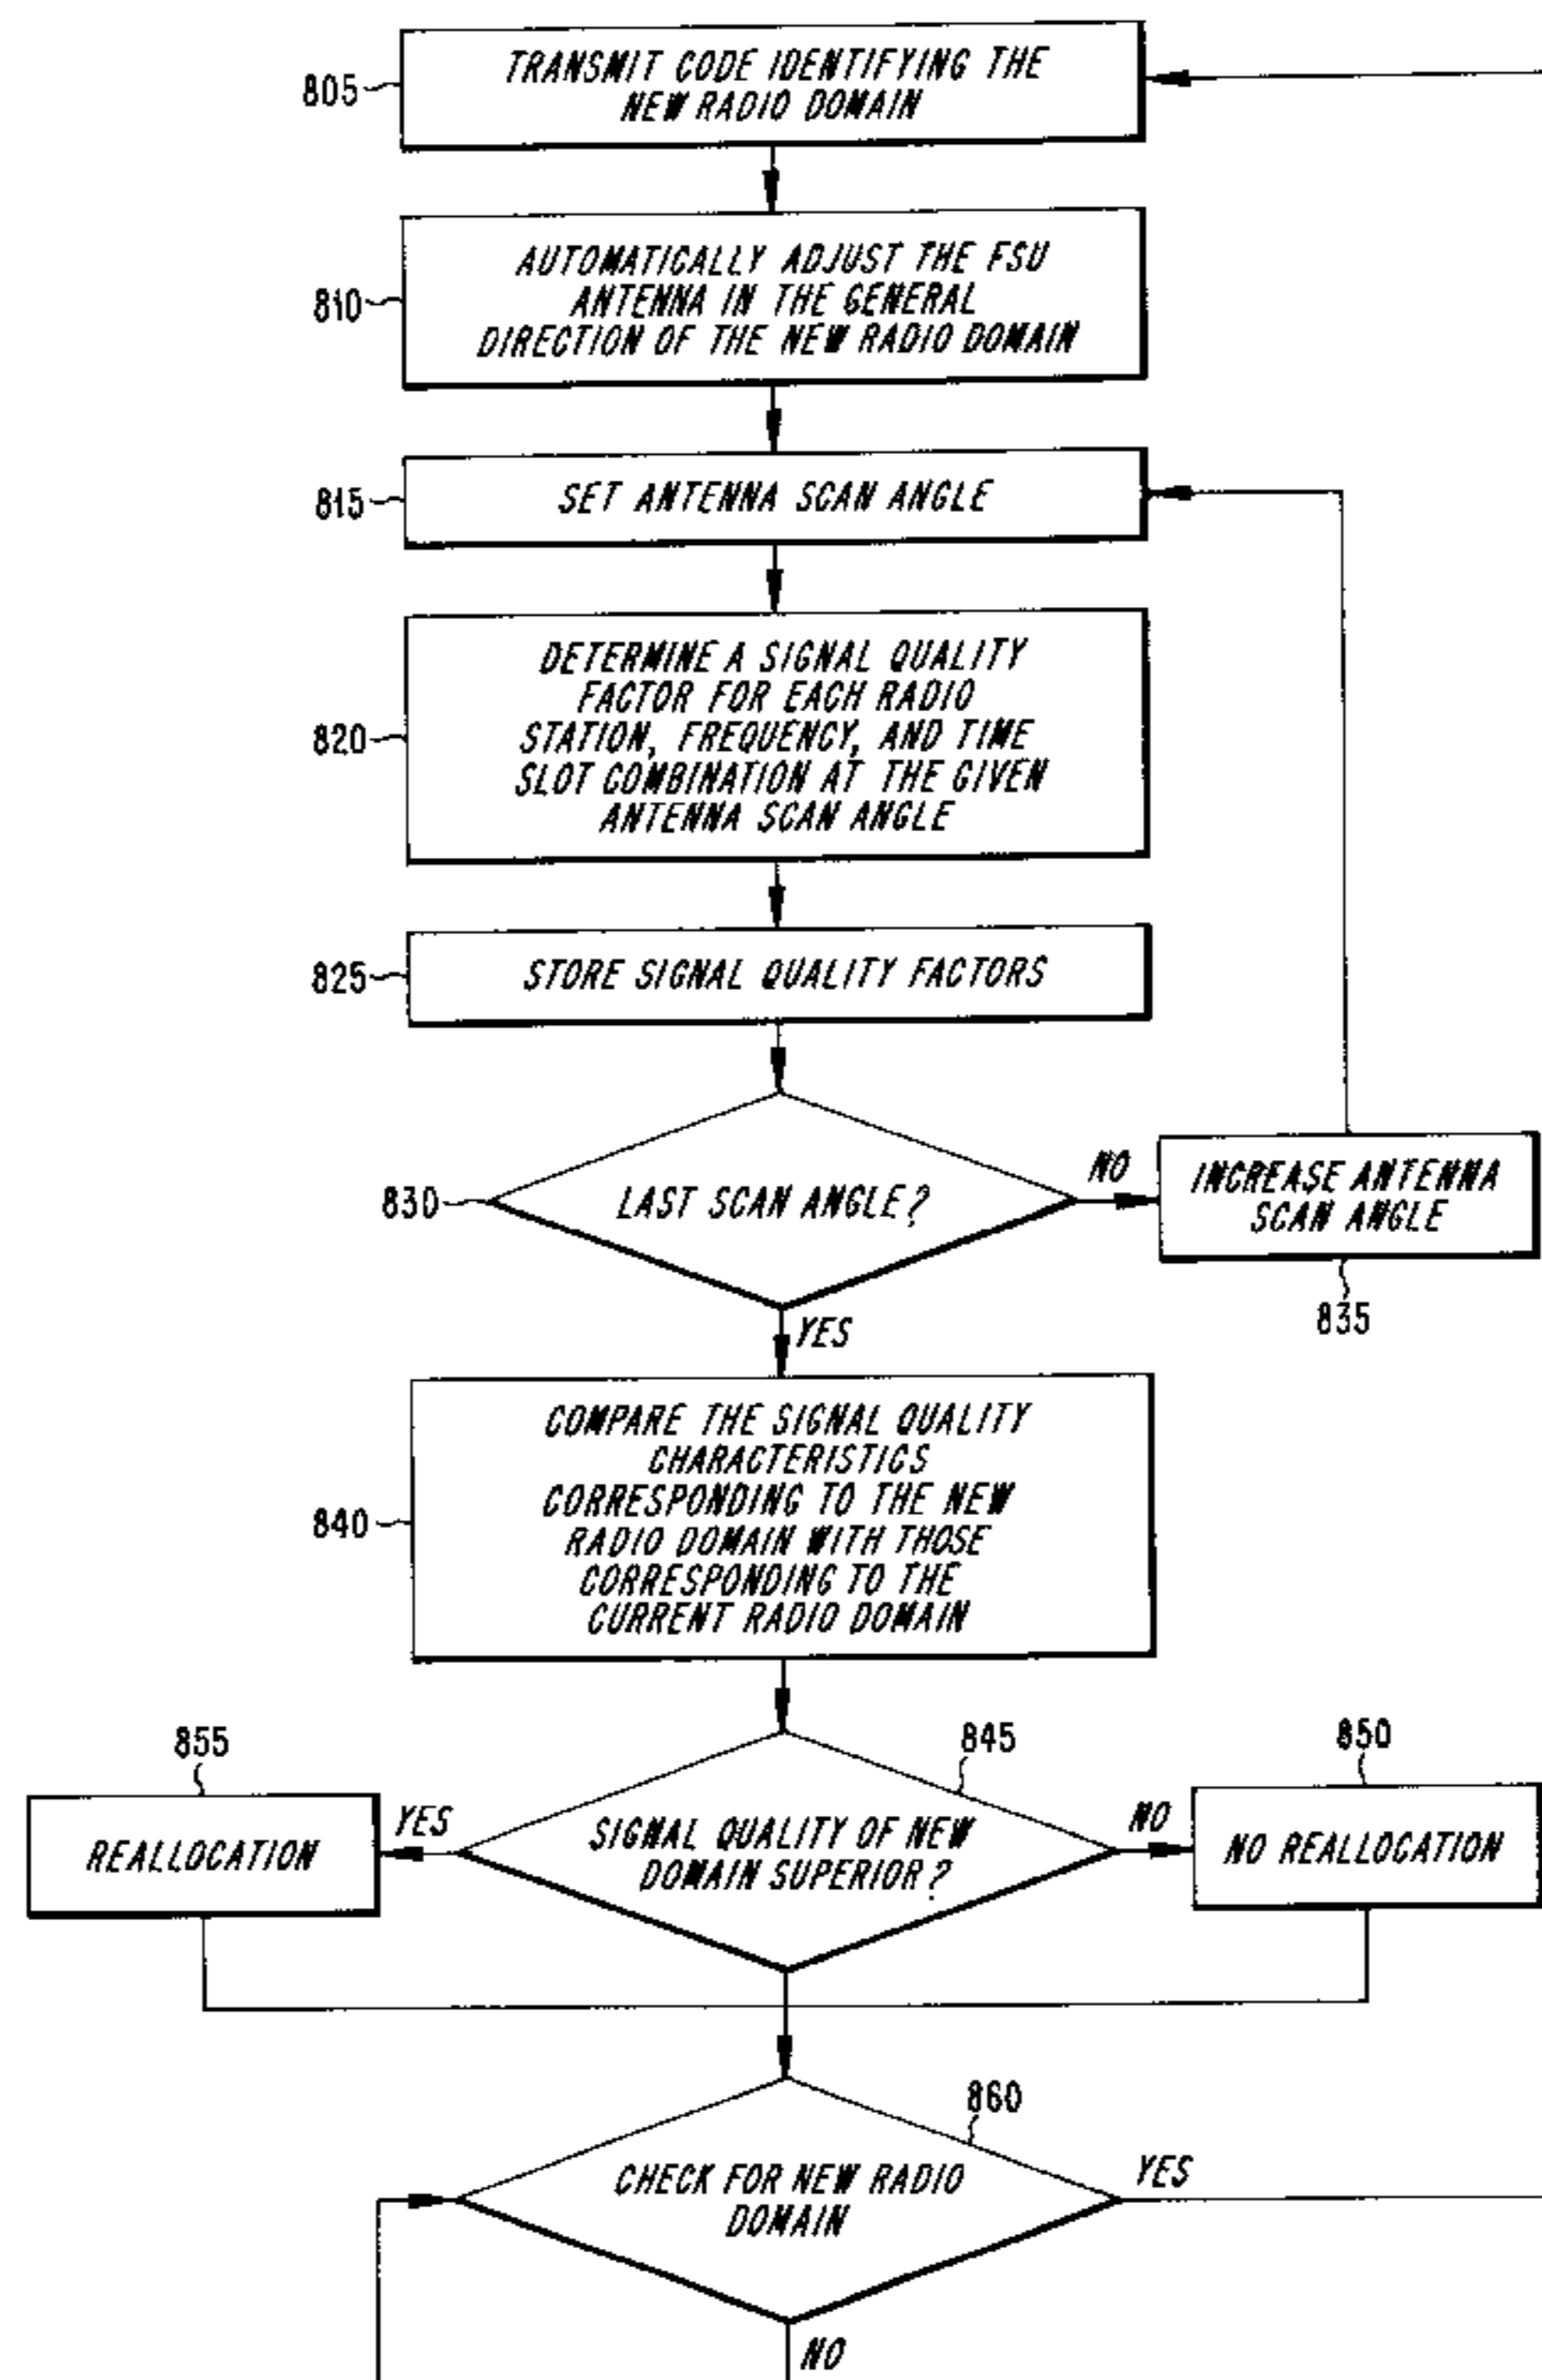 805
TRANSMIT CODE IDENTIFYING THE
NEW RADIO DOMAIN
810
AUTOMATICALLY ADJUST THE FSU
ANTENNA IN THE GENERAL
DIRECTION OF THE NEW RADIO DOMAIN
815
SET ANTENNA SCAN ANGLE
820
DETERMINE A SIGNAL QUALITY
FACTOR FOR EACH RADIO
STATION, FREQUENCY, AND TIME
SLOT COMBINATION AT THE GIVEN
ANTENNA SCAN ANGLE
825
STORE SIGNAL QUALITY FACTORS
830
LAST SCAN ANGLE?
NO
INCREASE ANTENNA
SCAN ANGLE
835
YES
840
COMPARE THE SIGNAL QUALITY
CHARACTERISTICS
CORRESPONDING TO THE NEW
RADIO DOMAIN WITH THOSE
CORRESPONDING TO THE
CURRENT RADIO DOMAIN
855
REALLOCATION
YES
845
SIGNAL QUALITY OF NEW
DOMAIN SUPERIOR?
NO
850
NO REALLOCATION
860
CHECK FOR NEW RADIO
DOMAIN
YES
NO